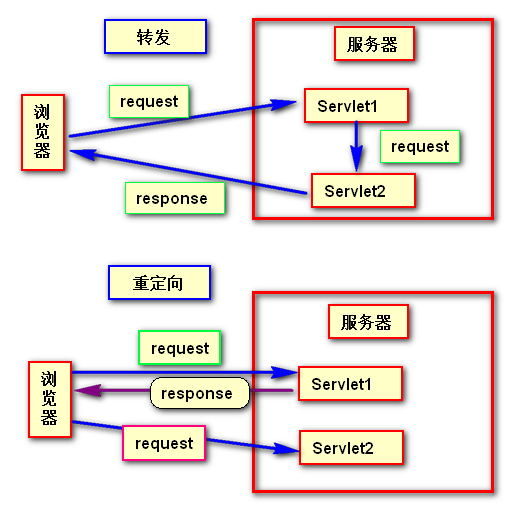 转发
服务器
浏览器
request
Servlet1
request
Servlet2
response
重定向
服务器
request
浏览器
Servlet1
response
request
Servlet2